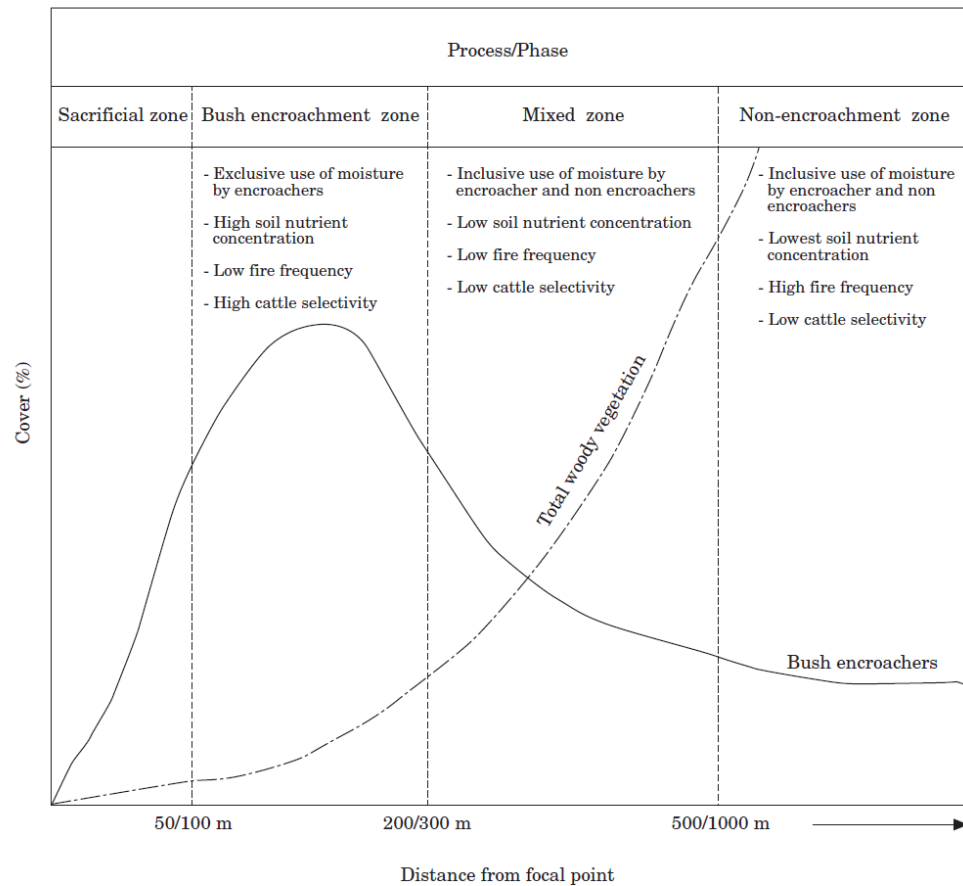 Process/Phase
Sacrificial zone
Bush encroachment zone
Mixed zone
Non-encroachment zone
- Exclusive use of moisture
by encroachers
- High soil nutrient
concentration
- Low fire frequency
- High cattle selectivity
- Inclusive use of moisture by
encroacher and non encroachers
- Low soil nutrient concentration
- Low fire frequency
- Low cattle selectivity
- Inclusive use of moisture
by encroacher and non
encroachers
- Lowest soil nutrient
concentration
- High fire frequency
- Low cattle selectivity
Cover (%)
Total woody vegetation
Bush encroachers
50/100 m
200/300 m
500/1000 m
Distance from focal point